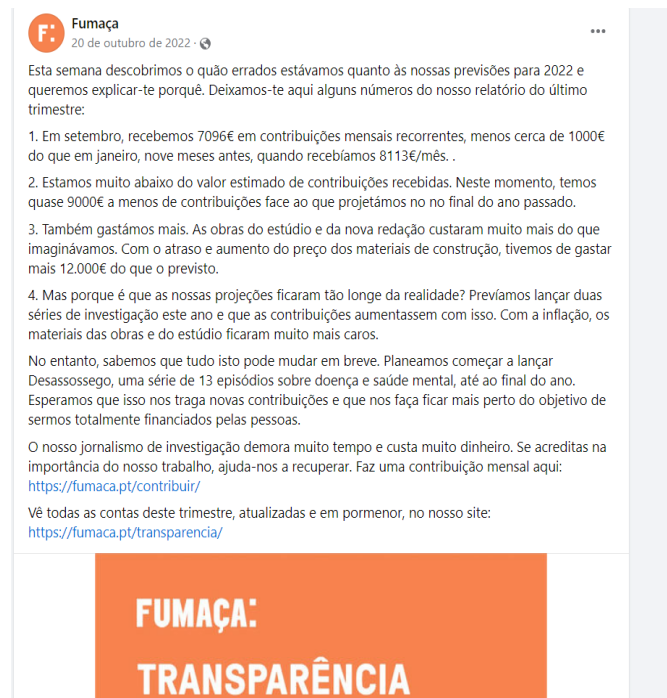 Fumaça
20 de outubro de 2022 ·
Esta semana descobrimos o quão errados estávamos quanto às nossas previsões para 2022 e
queremos explicar-te porquê. Deixamos-te aqui alguns números do nosso relatório do último
trimestre:
1. Em setembro, recebemos 7096€ em contribuições mensais recorrentes, menos cerca de 1000€
do que em janeiro, nove meses antes, quando recebíamos 8113€/mês. .
2. Estamos muito abaixo do valor estimado de contribuições recebidas. Neste momento, temos
quase 9000€ a menos de contribuições face ao que projetámos no no final do ano passado.
3. Também gastámos mais. As obras do estúdio e da nova redação custaram muito mais do que
imaginávamos. Com o atraso e aumento do preço dos materiais de construção, tivemos de gastar
mais 12.000€ do que o previsto.
4. Mas porque é que as nossas projeções ficaram tão longe da realidade? Prevíamos lançar duas
séries de investigação este ano e que as contribuições aumentassem com isso. Com a inflação, os
materiais das obras e do estúdio ficaram muito mais caros.
No entanto, sabemos que tudo isto pode mudar em breve. Planeamos começar a lançar
Desassossego, uma série de 13 episódios sobre doença e saúde mental, até ao final do ano.
Esperamos que isso nos traga novas contribuições e que nos faça ficar mais perto do objetivo de
sermos totalmente financiados pelas pessoas.
O nosso jornalismo de investigação demora muito tempo e custa muito dinheiro. Se acreditas na
importância do nosso trabalho, ajuda-nos a recuperar. Faz uma contribuição mensal aqui:
https://fumaca.pt/contribuir/
Vê todas as contas deste trimestre, atualizadas e em pormenor, no nosso site:
https://fumaca.pt/transparencia/
FUMAÇA:
TRANSPARÊNCIA